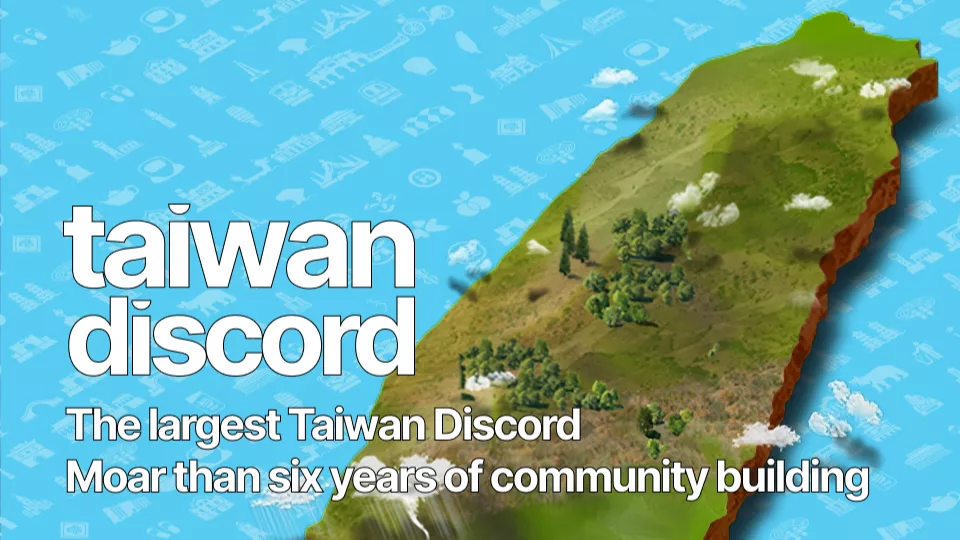 taiwan
discord
The largest Taiwan Discord
Moar than six years of community building